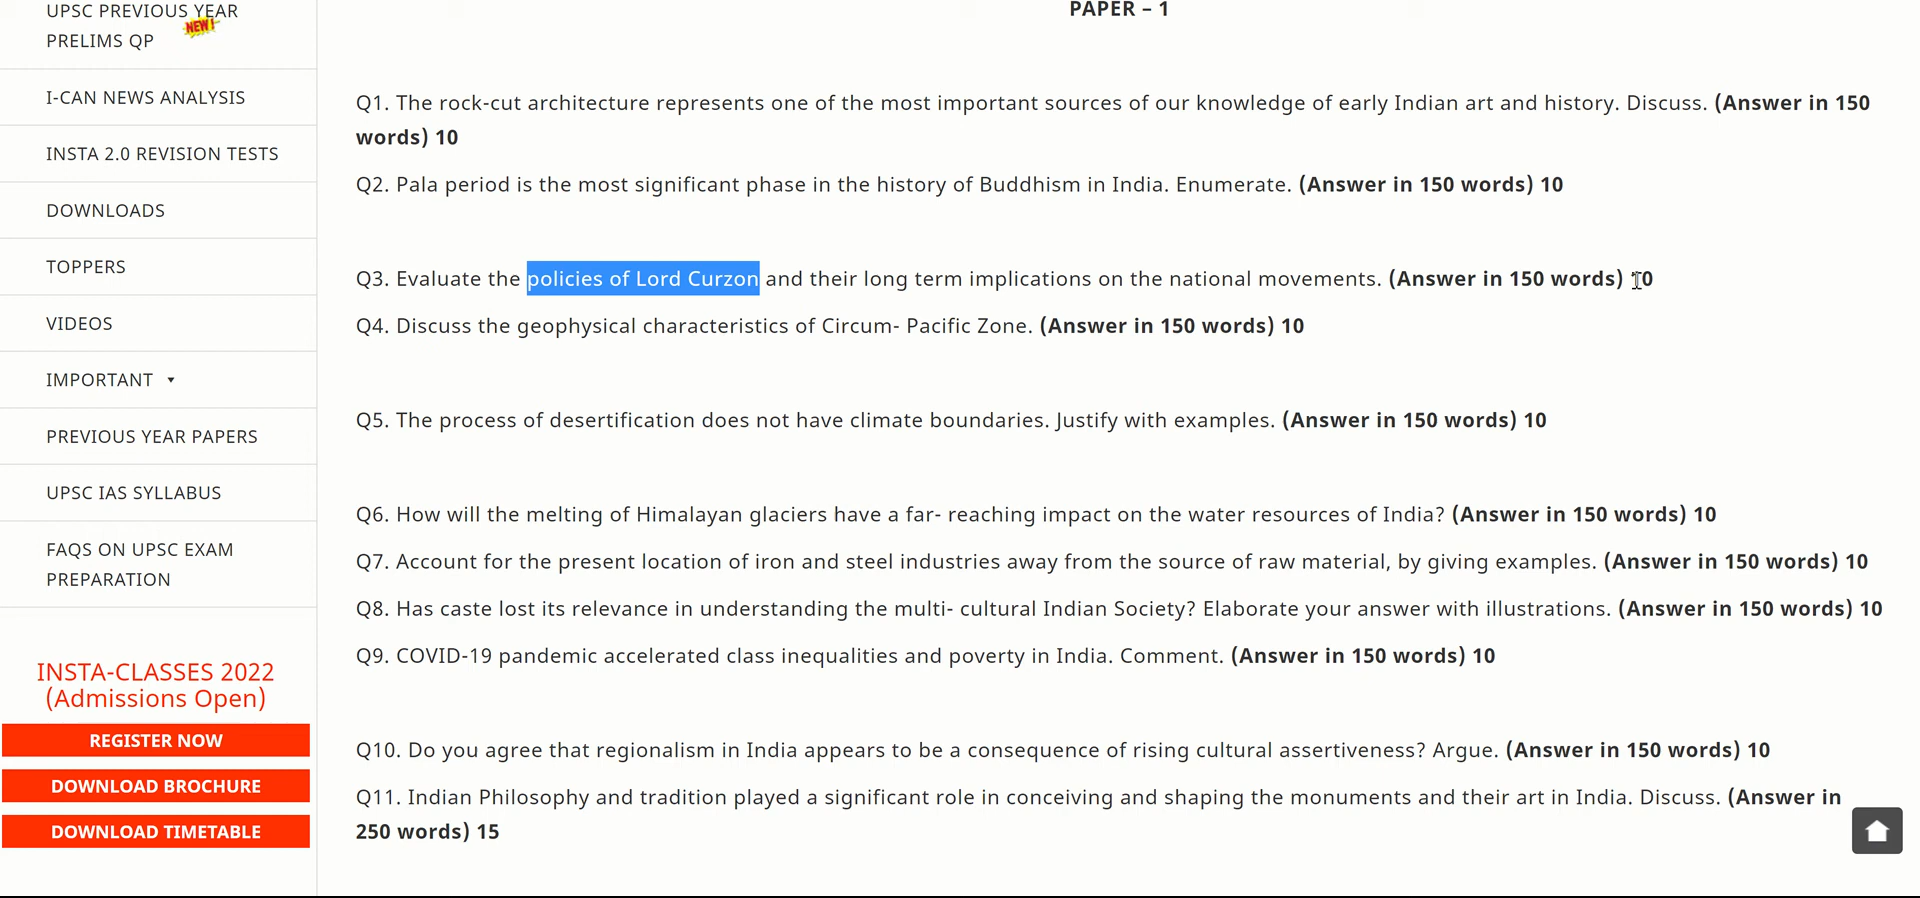 UPSC PREVIOUS YEAR
PRELIMS QP
NEW!
I-CAN NEWS ANALYSIS
INSTA 2.0 REVISION TESTS
DOWNLOADS
TOPPERS
VIDEOS
IMPORTANT
PREVIOUS YEAR PAPERS
UPSC IAS SYLLABUS
FAQS ON UPSC EXAM
PREPARATION
INSTA-CLASSES 2022
(Admissions Open)
REGISTER NOW
DOWNLOAD BROCHURE
DOWNLOAD TIMETABLE
PAPER – 1
Q1. The rock-cut architecture represents one of the most important sources of our knowledge of early Indian art and history. Discuss. (Answer in 150
words) 10
Q2. Pala period is the most significant phase in the history of Buddhism in India. Enumerate. (Answer in 150 words) 10
Q3. Evaluate the policies of Lord Curzon and their long term implications on the national movements. (Answer in 150 words) 10
Q4. Discuss the geophysical characteristics of Circum- Pacific Zone. (Answer in 150 words) 10
Q5. The process of desertification does not have climate boundaries. Justify with examples. (Answer in 150 words) 10
Q6. How will the melting of Himalayan glaciers have a far- reaching impact on the water resources of India? (Answer in 150 words) 10
Q7. Account for the present location of iron and steel industries away from the source of raw material, by giving examples. (Answer in 150 words) 10
Q8. Has caste lost its relevance in understanding the multi- cultural Indian Society? Elaborate your answer with illustrations. (Answer in 150 words) 10
Q9. COVID-19 pandemic accelerated class inequalities and poverty in India. Comment. (Answer in 150 words) 10
Q10. Do you agree that regionalism in India appears to be a consequence of rising cultural assertiveness? Argue. (Answer in 150 words) 10
Q11. Indian Philosophy and tradition played a significant role in conceiving and shaping the monuments and their art in India. Discuss. (Answer in
250 words) 15